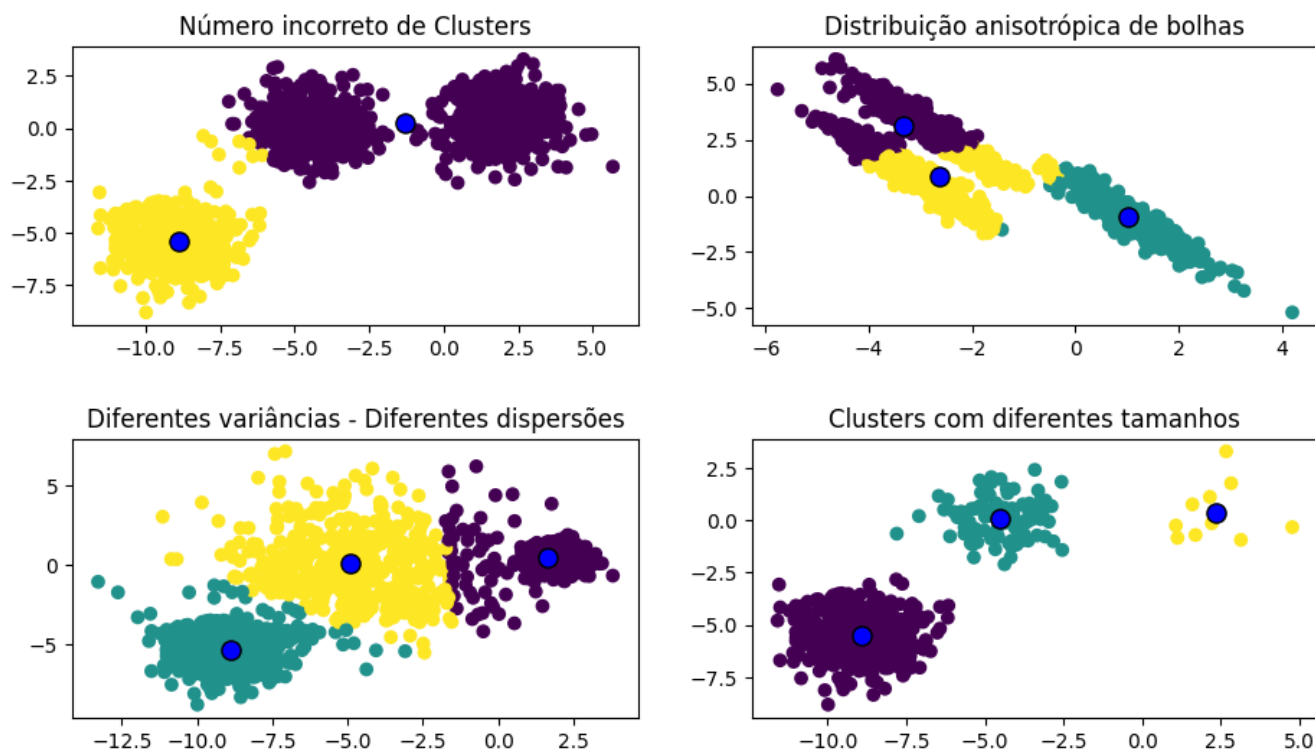 Número incorreto de Clusters
2.5
0.0
−2.5
−5.0
−7.5
−10.0 −7.5 −5.0 −2.5 0.0 2.5 5.0
Distribuição anisotrópica de bolhas
5.0
2.5
0.0
−2.5
−5.0
−6 −4 −2 0 2 4
Diferentes variâncias - Diferentes dispersões
5
0
−5
−12.5 −10.0 −7.5 −5.0 −2.5 0.0 2.5
Clusters com diferentes tamanhos
2.5
0.0
−2.5
−5.0
−7.5
−10.0 −7.5 −5.0 −2.5 0.0 2.5 5.0